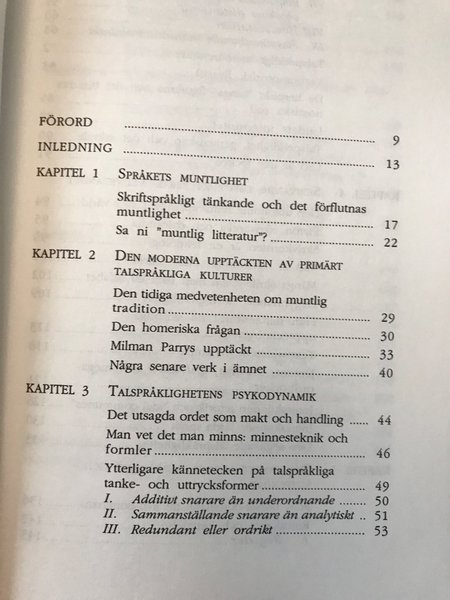 FÖRORD ........ 9
INLEDNING ........ 13
KAPITEL 1 SPRÅKETS MUNTLIGHET
Skriftspråkligt tänkande och det förflutnas
muntlighet ........ 17
Sa ni "muntlig litteratur"? ........ 22
KAPITEL 2 DEN MODERNA UPPTÄCKTEN AV PRIMÄRT
TALSPRÅKLIGA KULTURER
Den tidiga medvetenheten om muntlig
tradition ........ 29
Den homeriska frågan ........ 30
Milman Parrys upptäckt ........ 33
Några senare verk i ämnet ........ 40
KAPITEL 3 TALSPRÅKLIGHETENS PSYKODYNAMIK
Det utsagda ordet som makt och handling ........ 44
Man vet det man minns: minnesteknik och
formler ........ 46
Ytterligare kännetecken på talspråkliga
tanke- och uttrycksformer ........ 49
I. Additivt snarare än underordnande ........ 50
II. Sammanställande snarare än analytiskt .. 51
III. Redundant eller ordrikt ........ 53